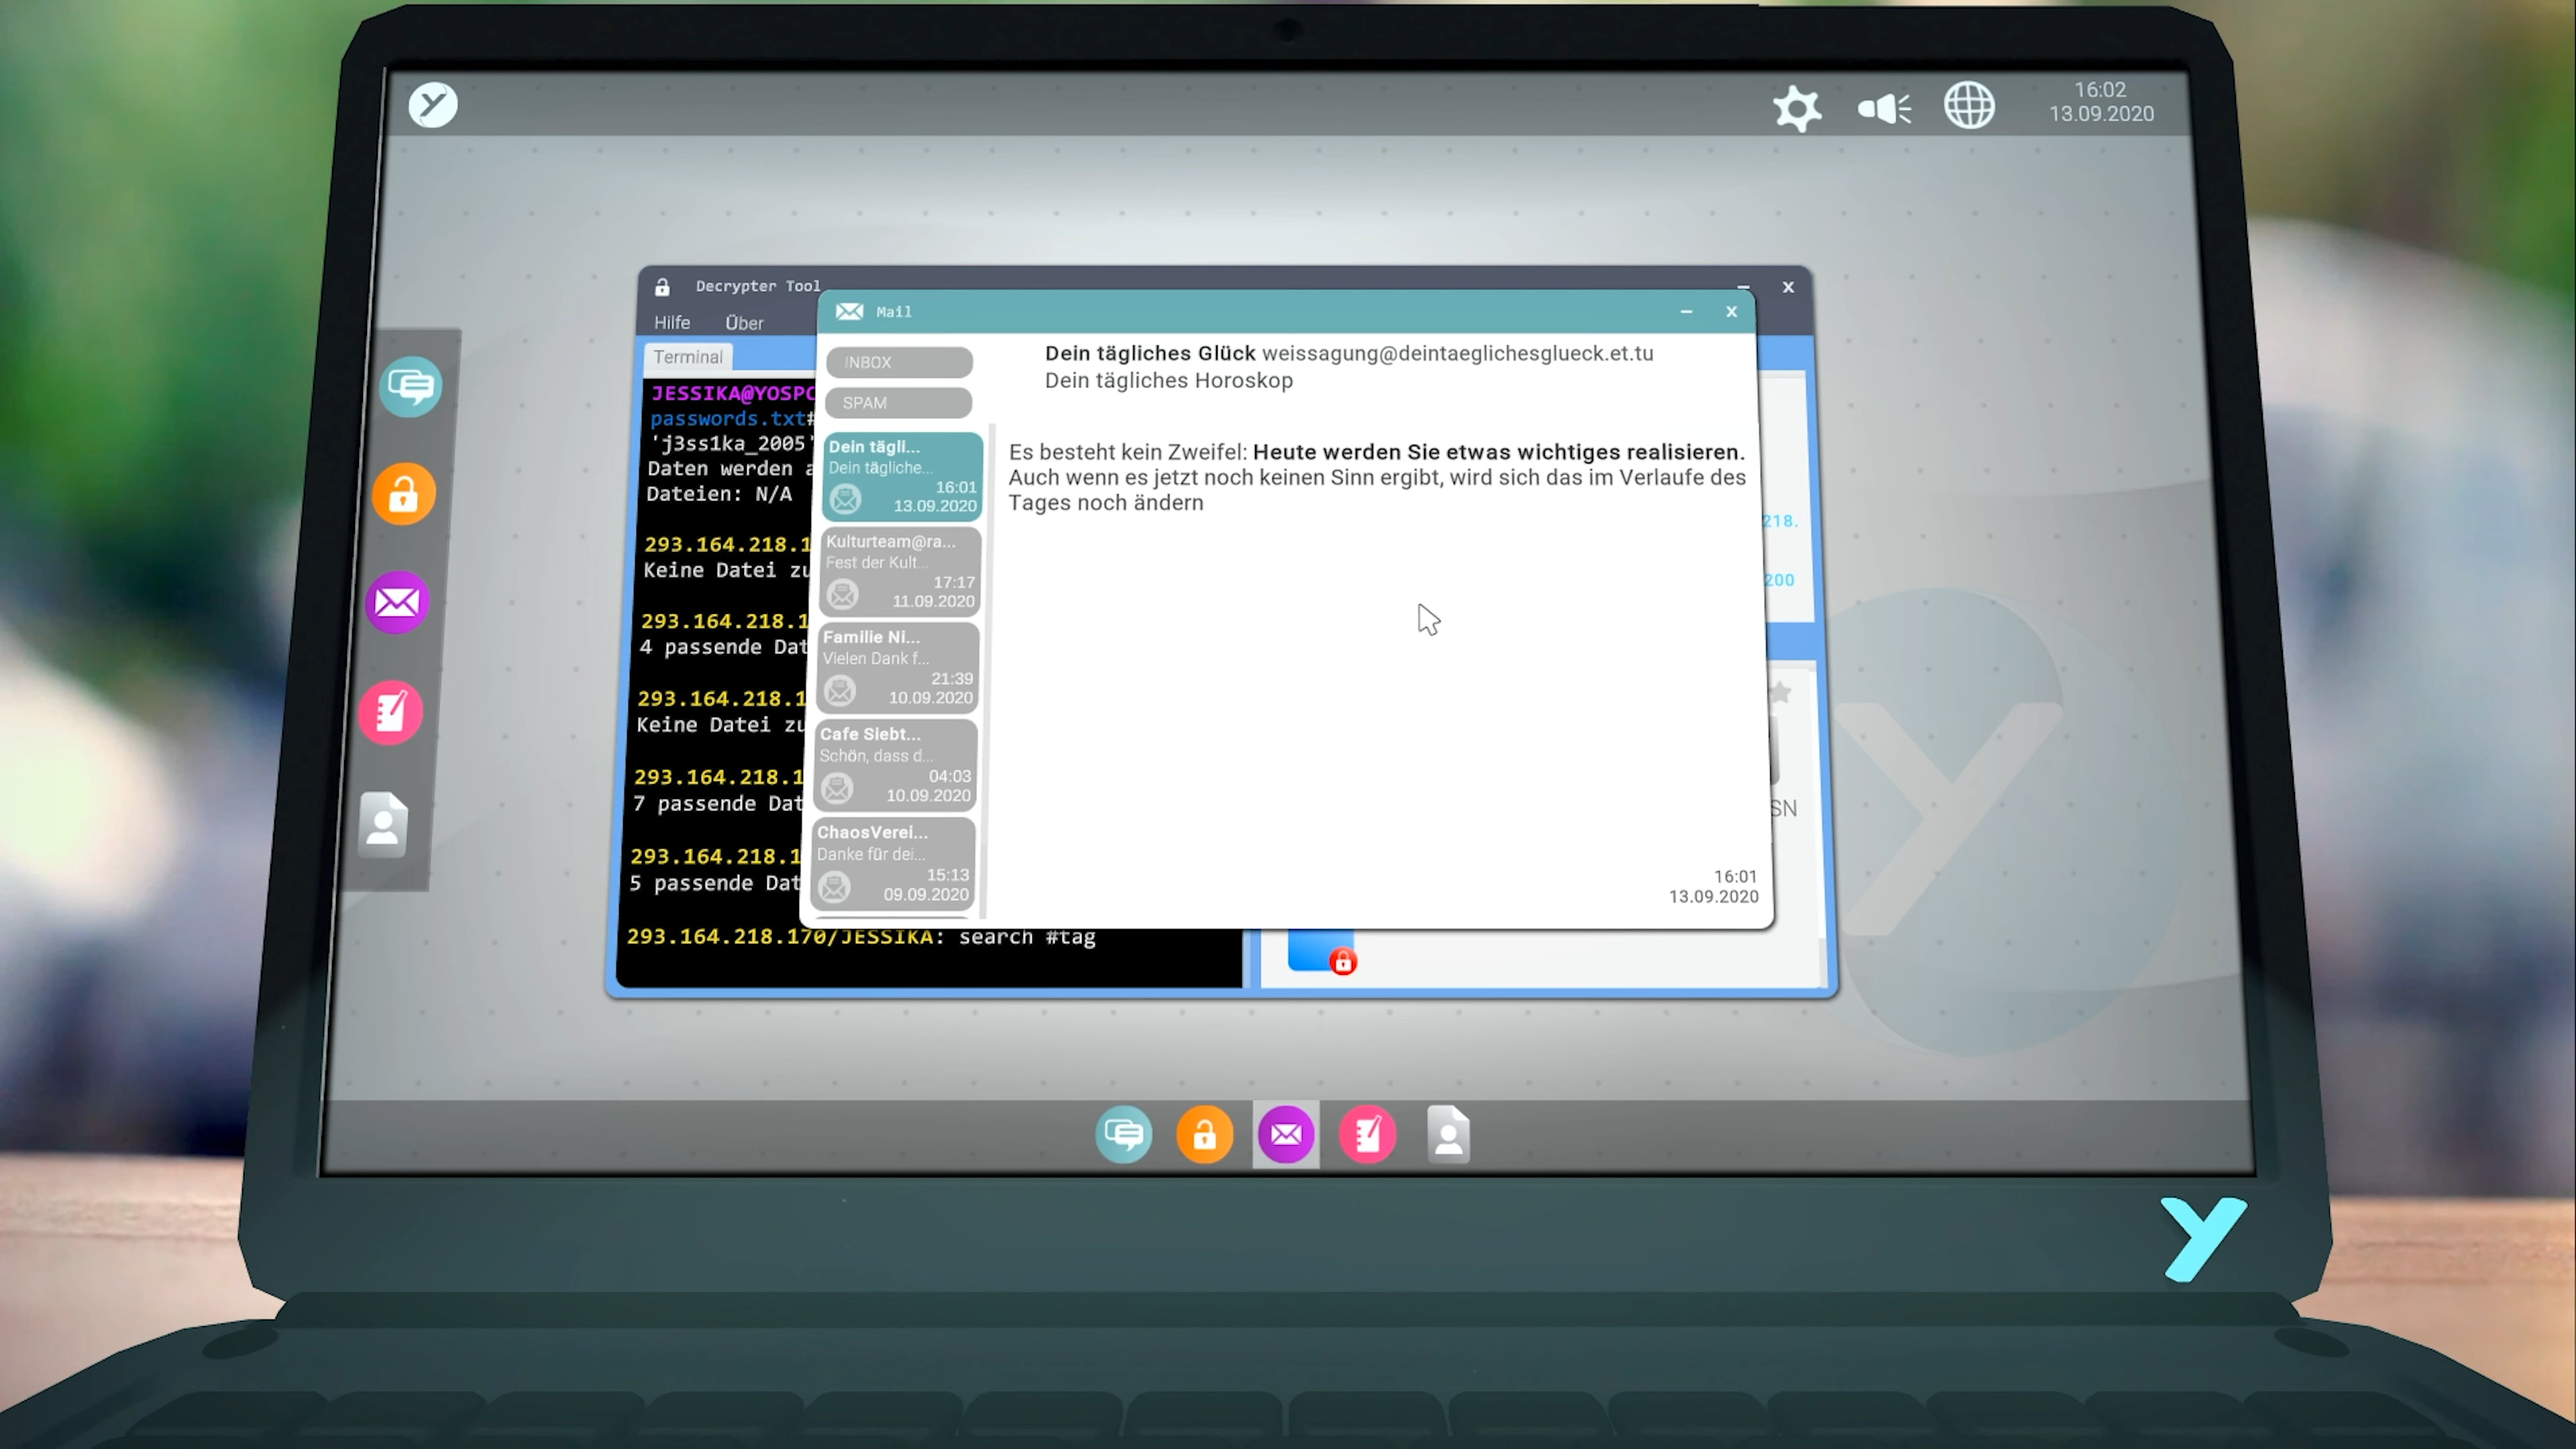 16:02
13.09.2020
Decrypter Tool
Hilfe Über
Terminal
JESSIKA@YOSPC
passwords.txt#
'j3ss1ka_2005'
Daten werden
Dateien: N/A
293.164.218.1
Keine Datei zu
293.164.218.1
4 passende Dat
293.164.218.1
Keine Datei zu
293.164.218.1
7 passende Dat
293.164.218.1
5 passende Dat
293.164.218.170/JESSIKA: search #tag
Mail
INBOX
SPAM
Dein tägli...
Dein tägliche...
16:01
13.09.2020
Kulturteam@ra...
Fest der Kult...
17:17
11.09.2020
Familie Ni...
Vielen Dank f...
21:39
10.09.2020
Cafe Siebt...
Schön, dass d...
04:03
10.09.2020
ChaosVerei...
Danke für dei...
15:13
09.09.2020
Dein tägliches Glück weissagung@deintaeglichesglueck.et.tu
Dein tägliches Horoskop
Es besteht kein Zweifel: Heute werden Sie etwas wichtiges realisieren.
Auch wenn es jetzt noch keinen Sinn ergibt, wird sich das im Verlaufe des
Tages noch ändern
16:01
13.09.2020
218.
200
SN
Y